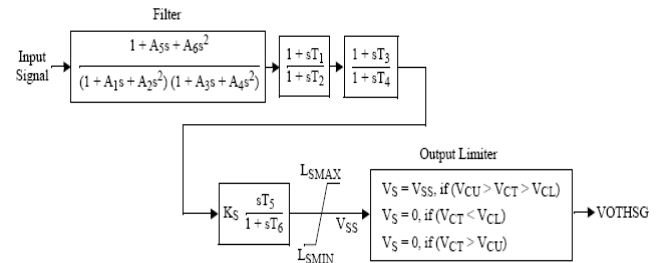 Filter
Input
Signal
1 + A5s + A6s²
(1 + A1s + A2s²) (1 + A3s + A4s²)
1 + sT1
1 + sT2
1 + sT3
1 + sT4
Output Limiter
LSMAX
KS
sT5
1 + sT6
LSMIN
VSS
VS = VSS, if (VCU > VCT > VCL)
VS = 0, if (VCT < VCL)
VS = 0, if (VCT > VCU)
VOTHSG